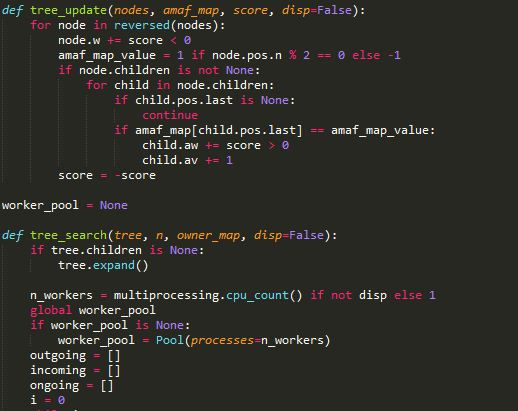 def tree_update(nodes, amaf_map, score, disp=False):
    for node in reversed(nodes):
        node.w += score < 0
        amaf_map_value = 1 if node.pos.n % 2 == 0 else -1
        if node.children is not None:
            for child in node.children:
                if child.pos.last is None:
                    continue
                if amaf_map[child.pos.last] == amaf_map_value:
                    child.aw += score > 0
                    child.av += 1
        score = -score
worker_pool = None
def tree_search(tree, n, owner_map, disp=False):
    if tree.children is None:
        tree.expand()
    n_workers = multiprocessing.cpu_count() if not disp else 1
    global worker_pool
    if worker_pool is None:
        worker_pool = Pool(processes=n_workers)
    outgoing = []
    incoming = []
    ongoing = []
    i = 0